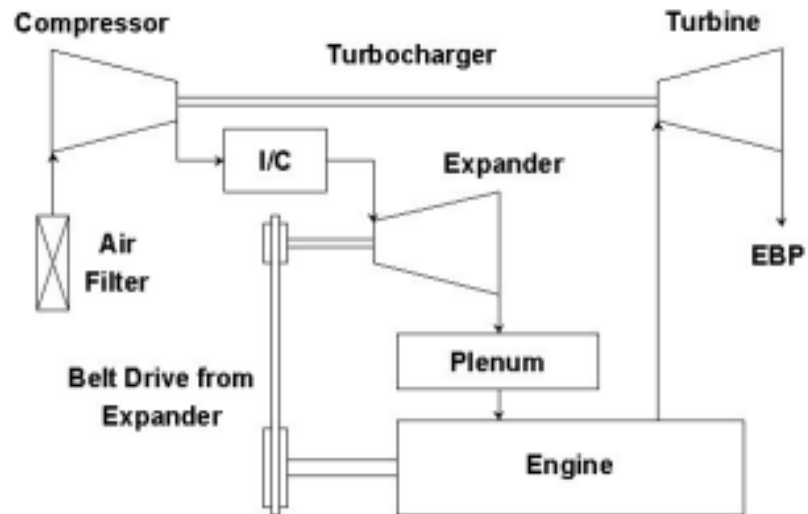 Compressor
Turbine
Turbocharger
I/C
Expander
Air
Filter
EBP
Plenum
Belt Drive from
Expander
Engine